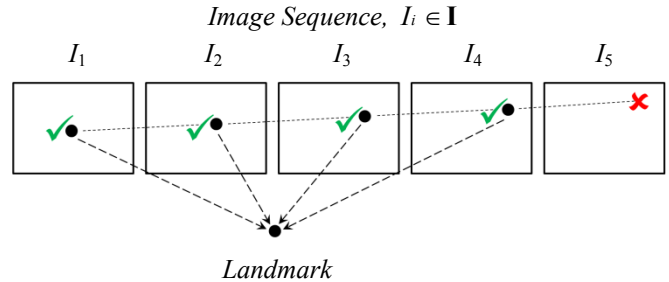 Image Sequence, Iᵢ ∈ I
I₁ I₂ I₃ I₄ I₅
Landmark